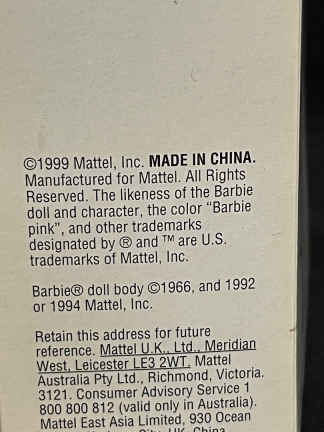 ©1999 Mattel, Inc. MADE IN CHINA.
Manufactured for Mattel. All Rights
Reserved. The likeness of the Barbie
doll and character, the color “Barbie
pink”, and other trademarks
designated by ® and ™ are U.S.
trademarks of Mattel, Inc.
Barbie® doll body ©1966, and 1992
or 1994 Mattel, Inc.
Retain this address for future
reference. Mattel U.K., Ltd., Meridian
West, Leicester LE3 2WT. Mattel
Australia Pty Ltd., Richmond, Victoria.
3121. Consumer Advisory Service 1
800 800 812 (valid only in Australia).
Mattel East Asia Limited, 930 Ocean
China